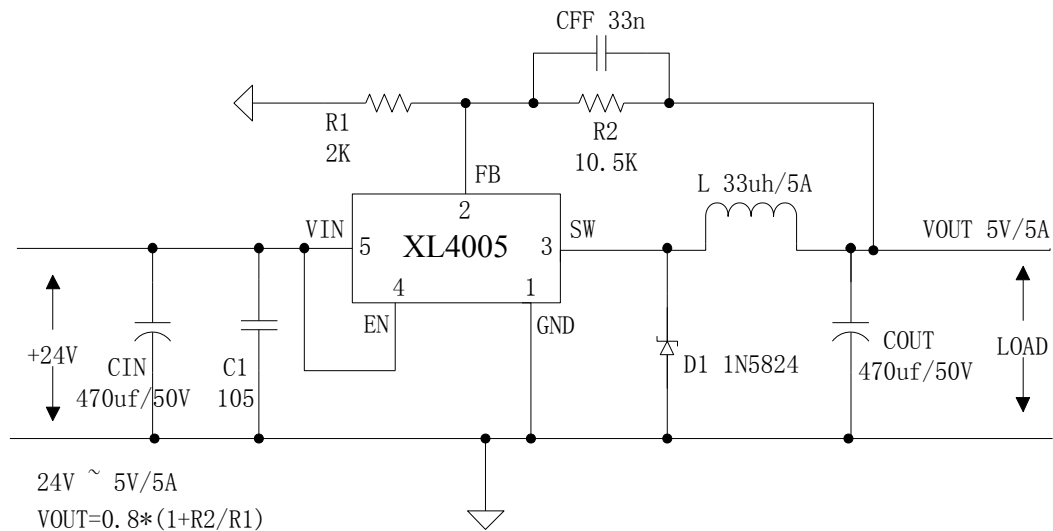 CFF 33n
R1
2K
R2
10.5K
FB
L 33uh/5A
2
VIN
SW
VOUT 5V/5A
5
XL4005
3
4
1
EN
GND
+24V
CIN
470uf/50V
C1
105
D1 1N5824
COUT
470uf/50V
LOAD
24V ~ 5V/5A
VOUT=0.8*(1+R2/R1)